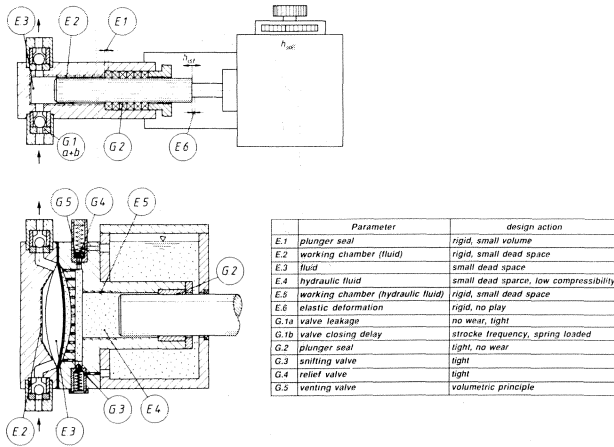 E3
E2
E1
h_ist
h_soll
G1
a+b
G2
E6
G5
G4
E5
G2
E2
E3
G3
E4
Parameter design action
E.1 plunger seal rigid, small volume
E.2 working chamber (fluid) rigid, small dead space
E.3 fluid small dead space
E.4 hydraulic fluid small dead sparce, low compressibility
E.5 working chamber (hydraulic fluid) rigid, small dead space
E.6 elastic deformation rigid, no play
G.1a valve leakage no wear, tight
G.1b valve closing delay strocke frequency, spring loaded
G.2 plunger seal tight, no wear
G.3 snifting valve tight
G.4 relief valve tight
G.5 venting valve volumetric principle